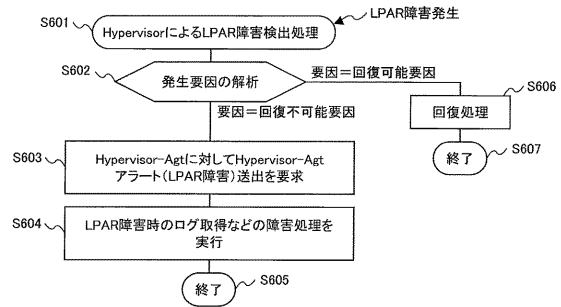 LPAR障害発生
S601
HypervisorによるLPAR障害検出処理
S602
発生要因の解析
要因＝回復可能要因
S606
要因＝回復不可能要因
回復処理
S607
終了
S603
Hypervisor-Agtに対してHypervisor-Agt
アラート(LPAR障害)送出を要求
S604
LPAR障害時のログ取得などの障害処理を
実行
S605
終了